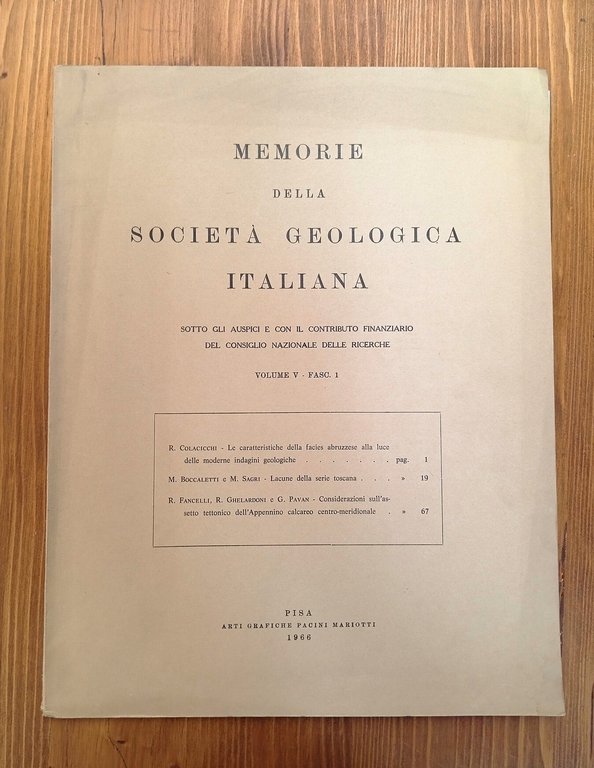 MEMORIE
DELLA
SOCIETÀ GEOLOGICA
ITALIANA
SOTTO GLI AUSPICI E CON IL CONTRIBUTO FINANZIARIO
DEL CONSIGLIO NAZIONALE DELLE RICERCHE
VOLUME V - FASC. 1
R. COLACICCHI - Le caratteristiche della facies abruzzese alla luce
delle moderne indagini geologiche . . . . . . . pag. 1
M. BOCCALETTI e M. SAGRI - Lacune della serie toscana . . . » 19
R. FANCELLI, R. GHELARDONI e G. PAVAN - Considerazioni sull'as-
setto tettonico dell'Appennino calcareo centro-meridionale . » 67
PISA
ARTI GRAFICHE PACINI MARIOTTI
1966